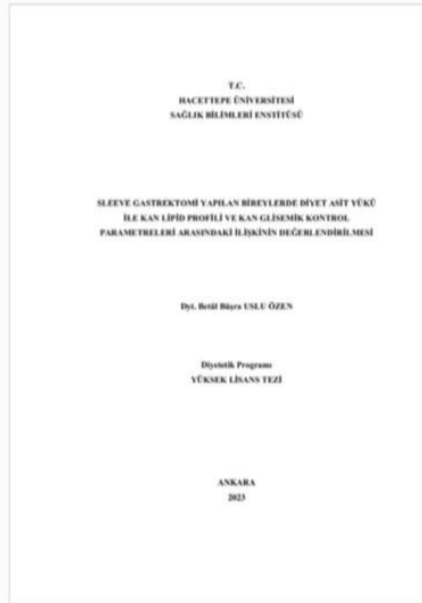 T.C.
HACETTEPE ÜNİVERSİTESİ
SAĞLIK BİLİMLERİ ENSTİTÜSÜ
SLEEVE GASTREKTOMİ YAPILAN BİREYLERDE DİYET ASİT YÜKÜ
İLE KAN LİPİD PROFİLİ VE KAN GLİSEMİK KONTROL
PARAMETRELERİ ARASINDAKİ İLİŞKİNİN DEĞERLENDİRİLMESİ
Dyt. Betül Büşra USLU ÖZEN
Diyetetik Programı
YÜKSEK LİSANS TEZİ
ANKARA
2023